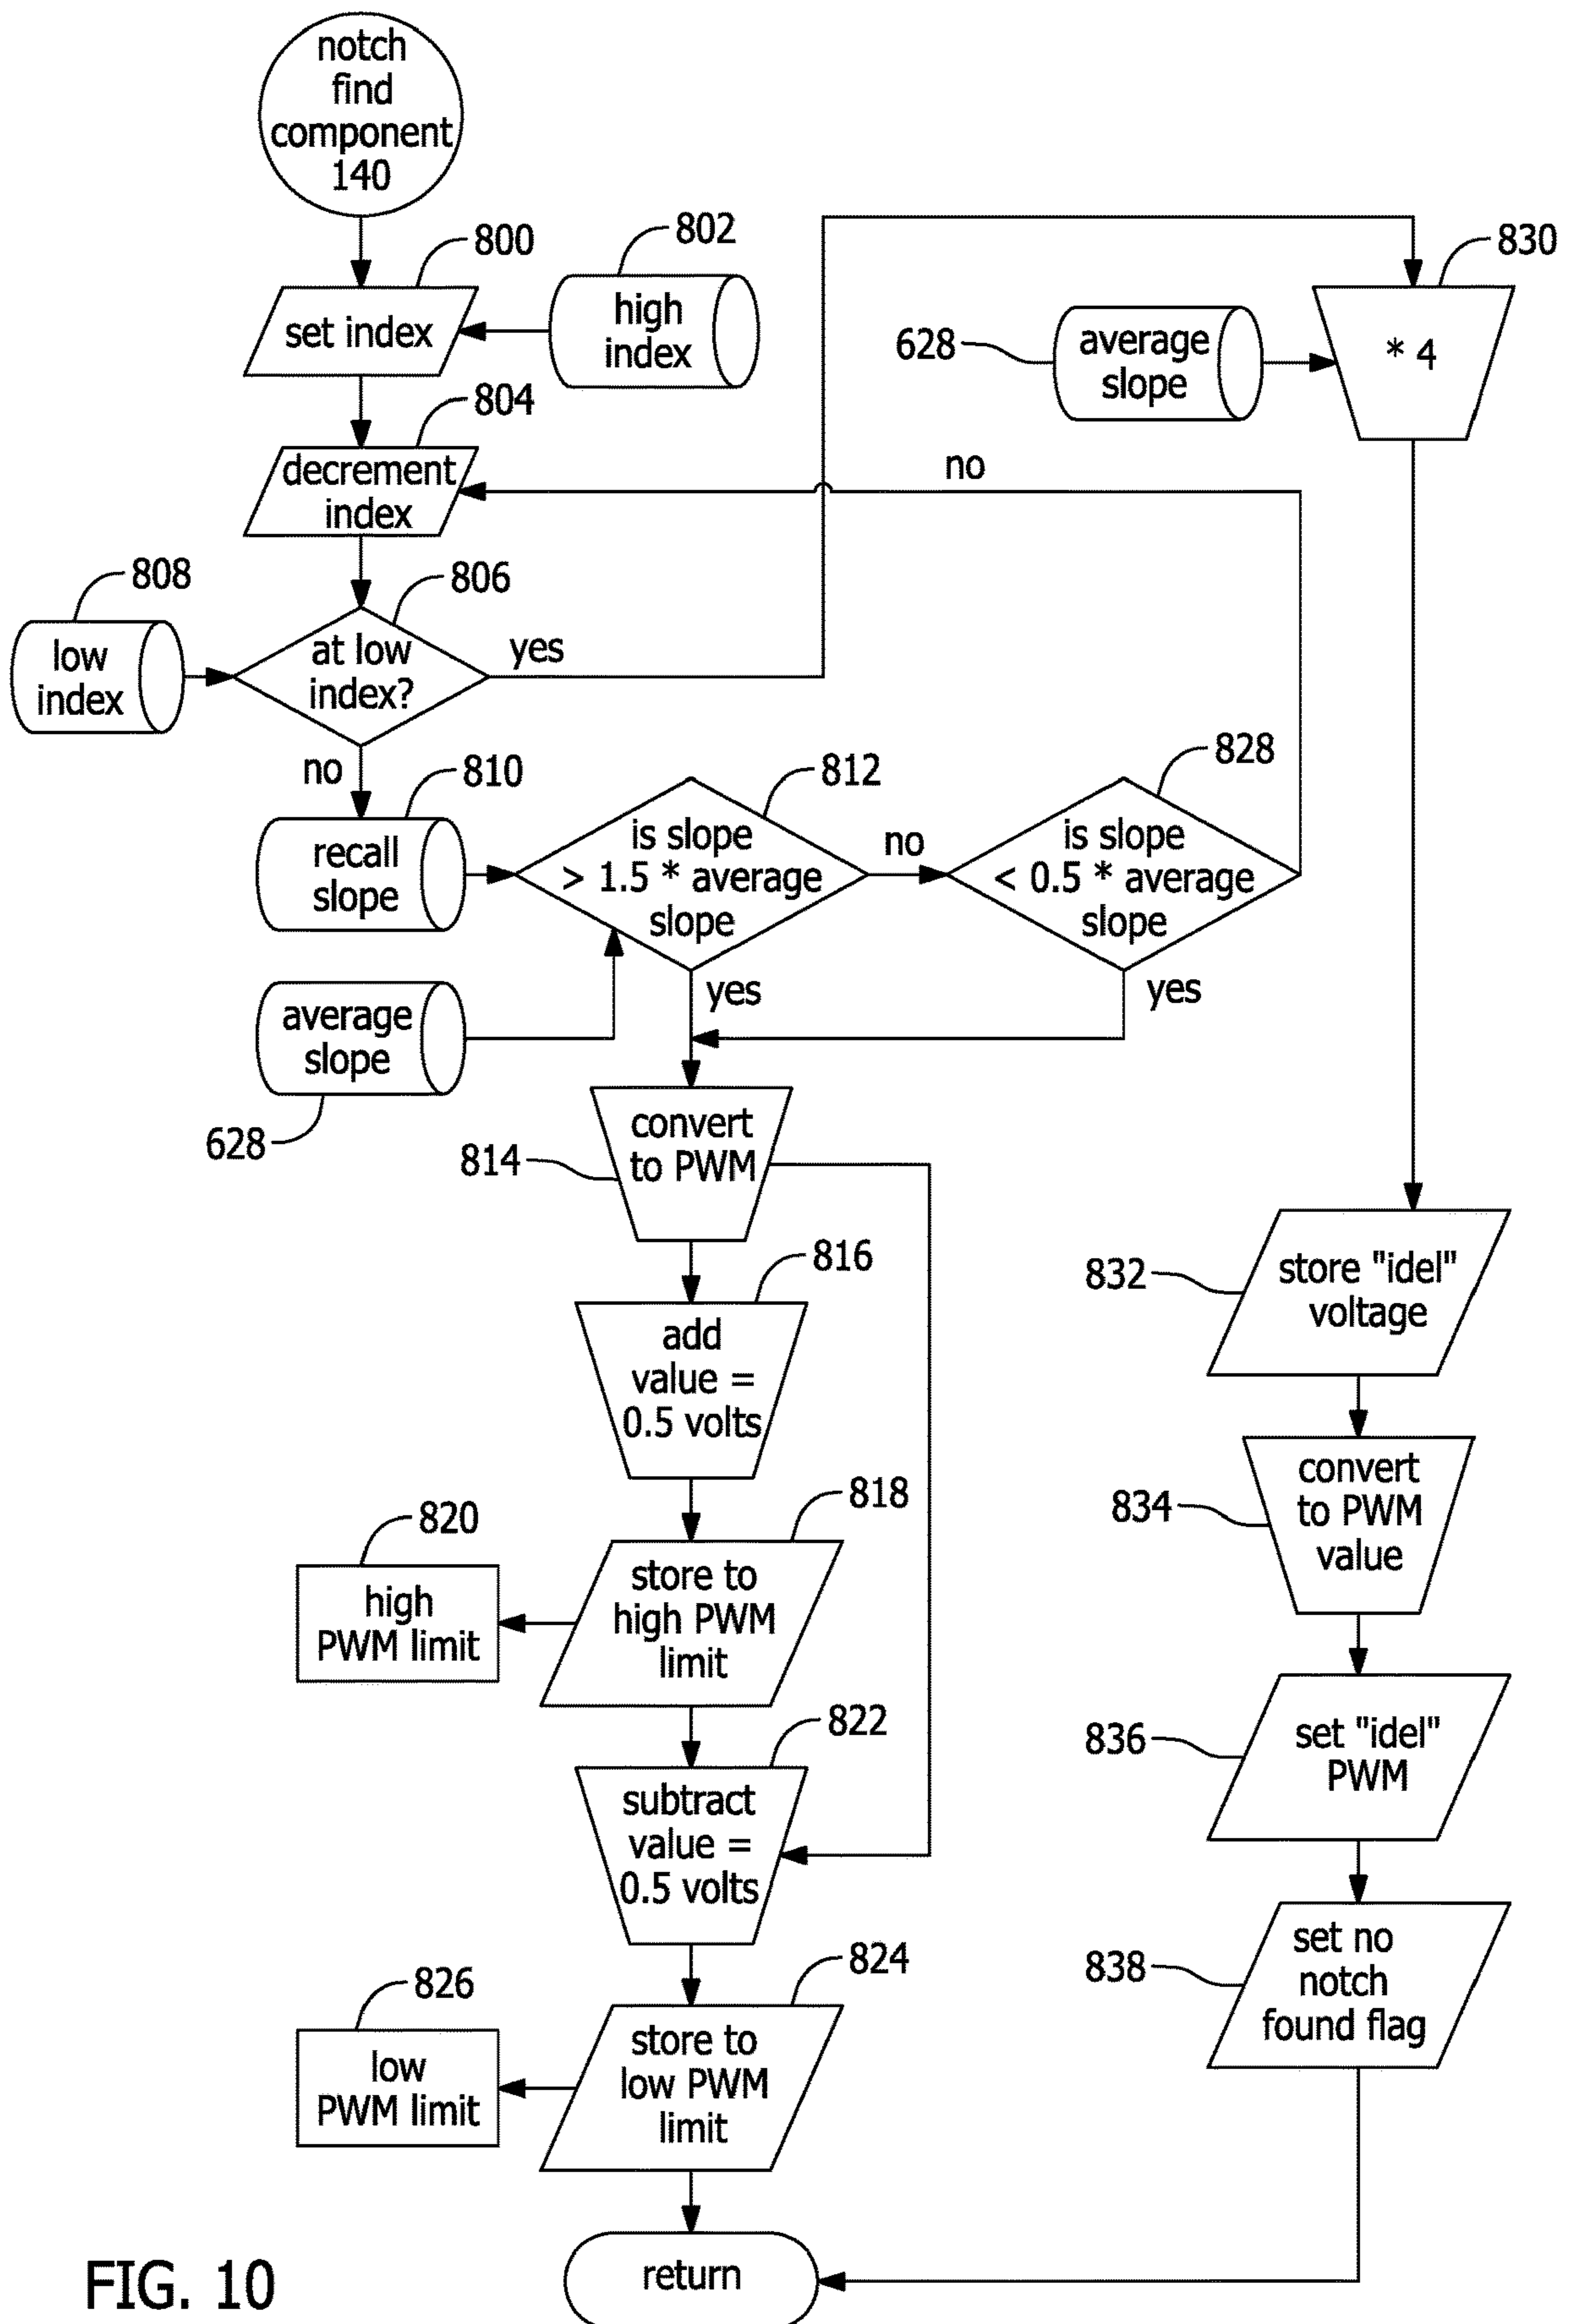 notch
find
component
140
800
802
830
set index
high
index
628
average
slope
* 4
804
decrement
index
no
808
806
low
index
at low
index?
yes
no
810
812
828
recall
slope
is slope
> 1.5 * average
slope
no
is slope
< 0.5 * average
slope
yes
yes
average
slope
628
convert
to PWM
814
816
add
value =
0.5 volts
832
store "idel"
voltage
818
820
high
PWM limit
store to
high PWM
limit
834
convert
to PWM
value
822
subtract
value =
0.5 volts
836
set "idel"
PWM
824
826
low
PWM limit
store to
low PWM
limit
838
set no
notch
found flag
return
FIG. 10